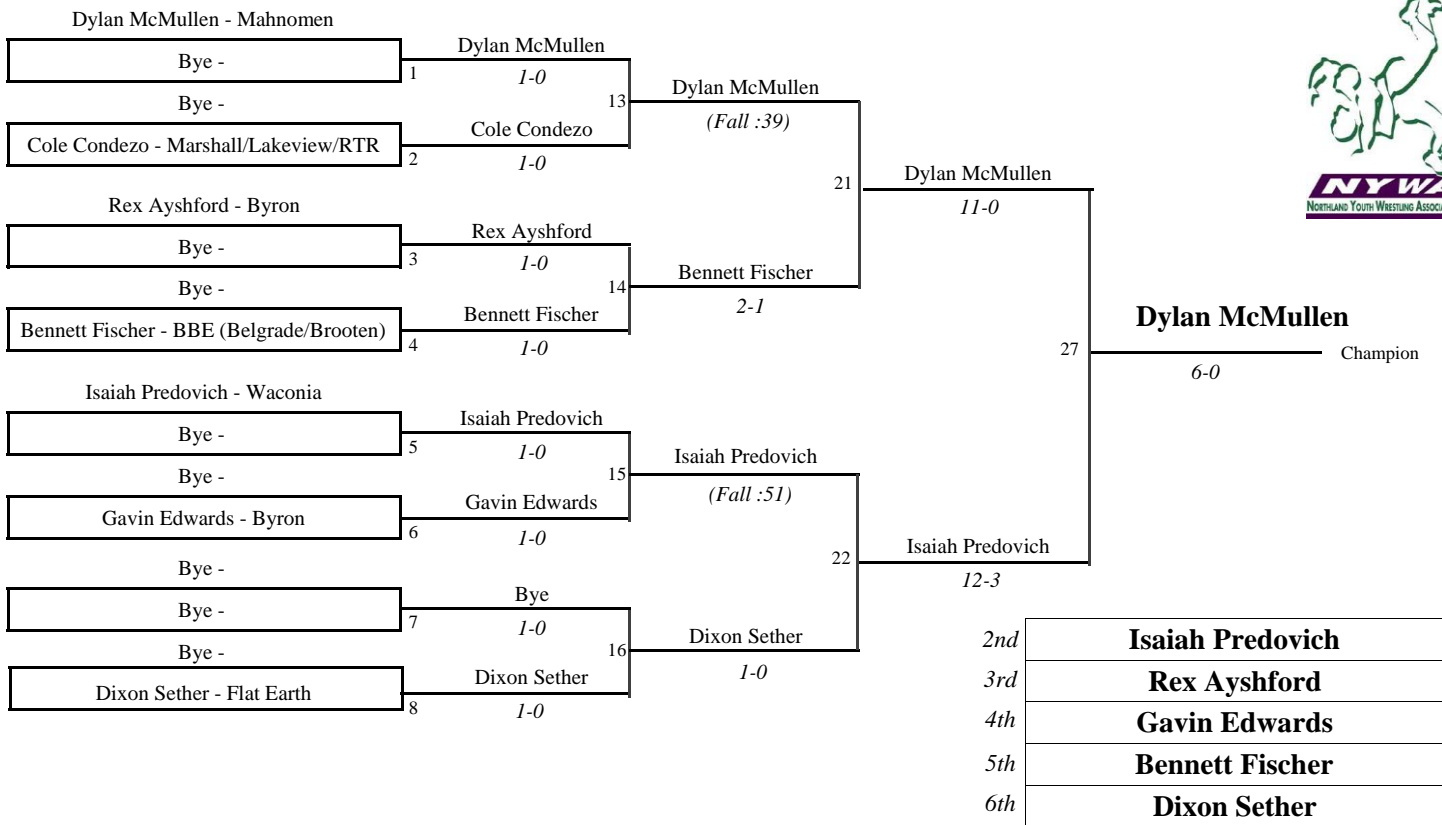 Dylan McMullen - Mahnomen
Bye -
1
Bye -
Cole Condezo - Marshall/Lakeview/RTR
2
Rex Ayshford - Byron
Bye -
3
Bye -
Bennett Fischer - BBE (Belgrade/Brooten)
4
Isaiah Predovich - Waconia
Bye -
5
Bye -
Gavin Edwards - Byron
6
Bye -
Bye -
7
Bye -
Dixon Sether - Flat Earth
8
Dylan McMullen
1-0
13
Cole Condezo
1-0
Rex Ayshford
1-0
14
Bennett Fischer
1-0
Isaiah Predovich
1-0
15
Gavin Edwards
1-0
Bye
1-0
16
Dixon Sether
1-0
Dylan McMullen
(Fall :39)
21
Bennett Fischer
2-1
Isaiah Predovich
(Fall :51)
22
Dixon Sether
1-0
Dylan McMullen
11-0
27
Isaiah Predovich
12-3
Dylan McMullen
Champion
6-0
2nd Isaiah Predovich
3rd Rex Ayshford
4th Gavin Edwards
5th Bennett Fischer
6th Dixon Sether
NYWA
NORTHLAND YOUTH WRESTLING